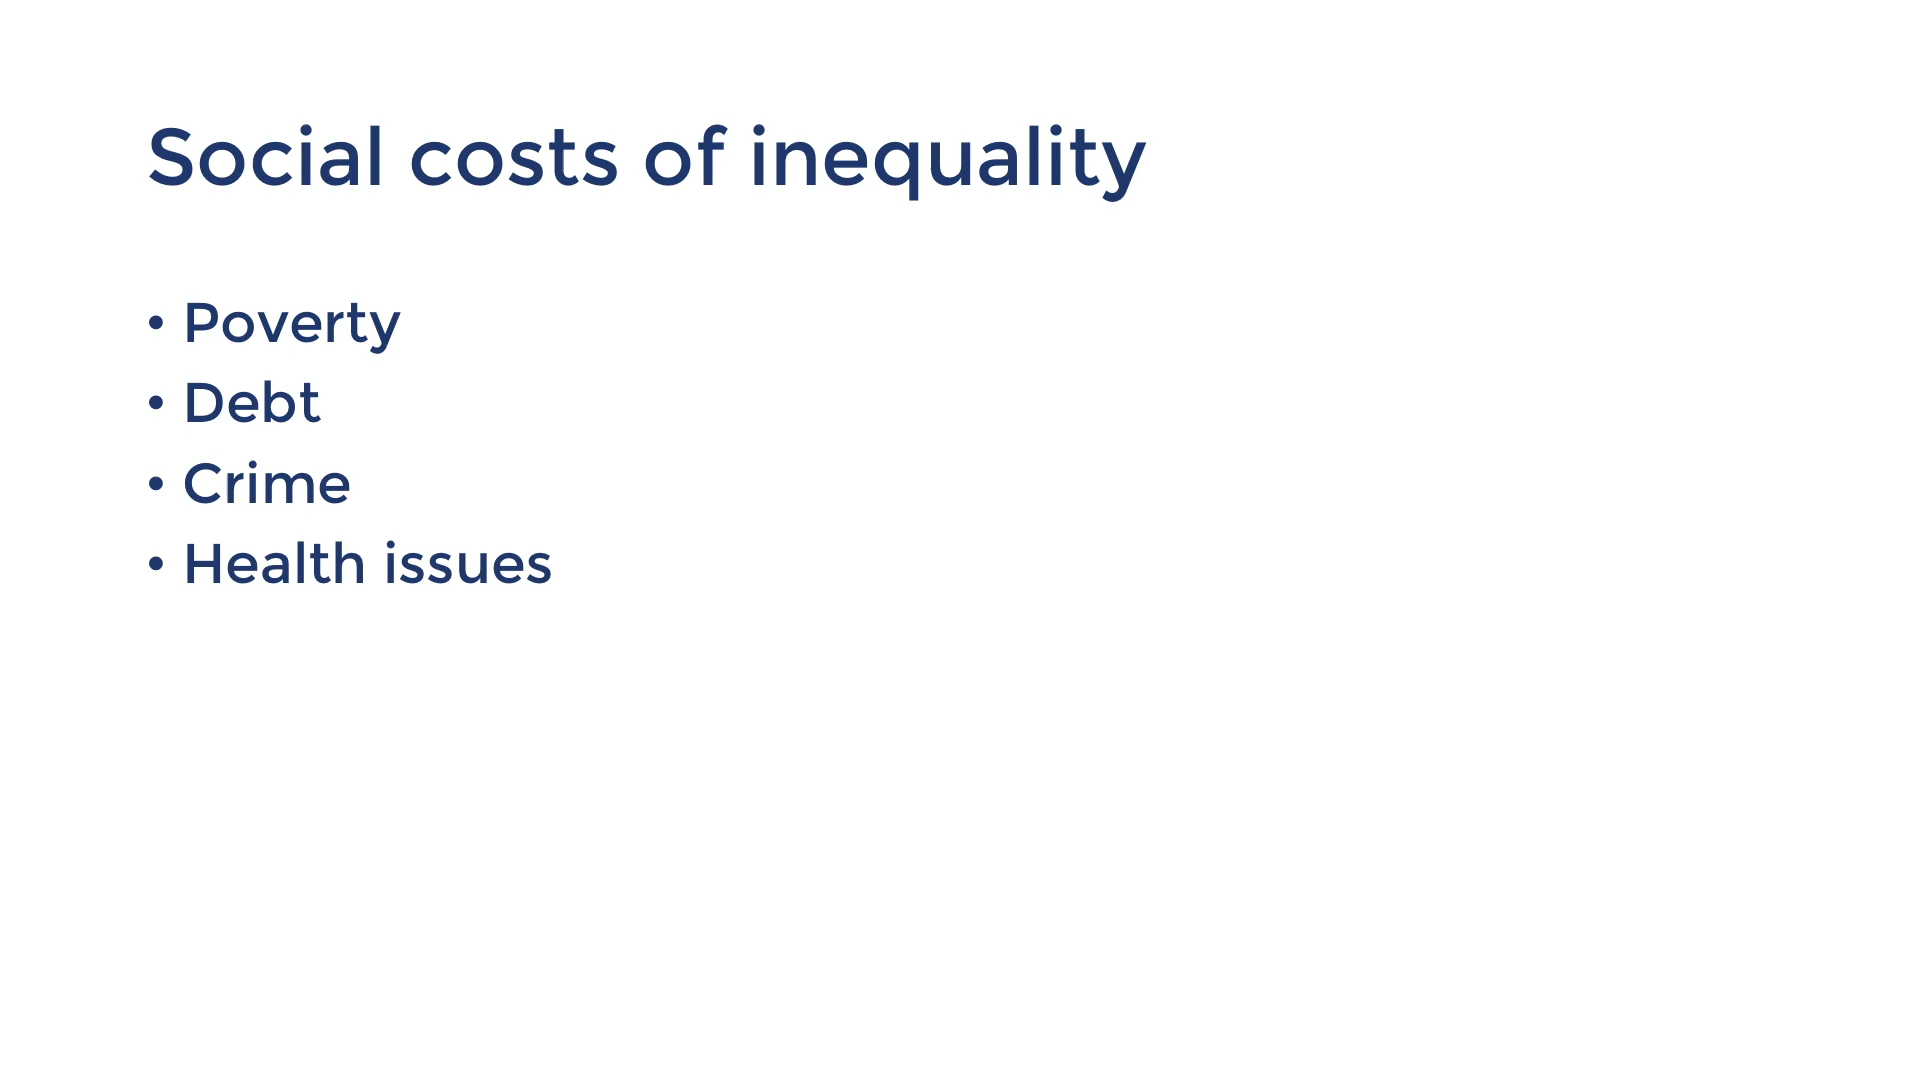 Social costs of inequality
• Poverty
• Debt
• Crime
• Health issues